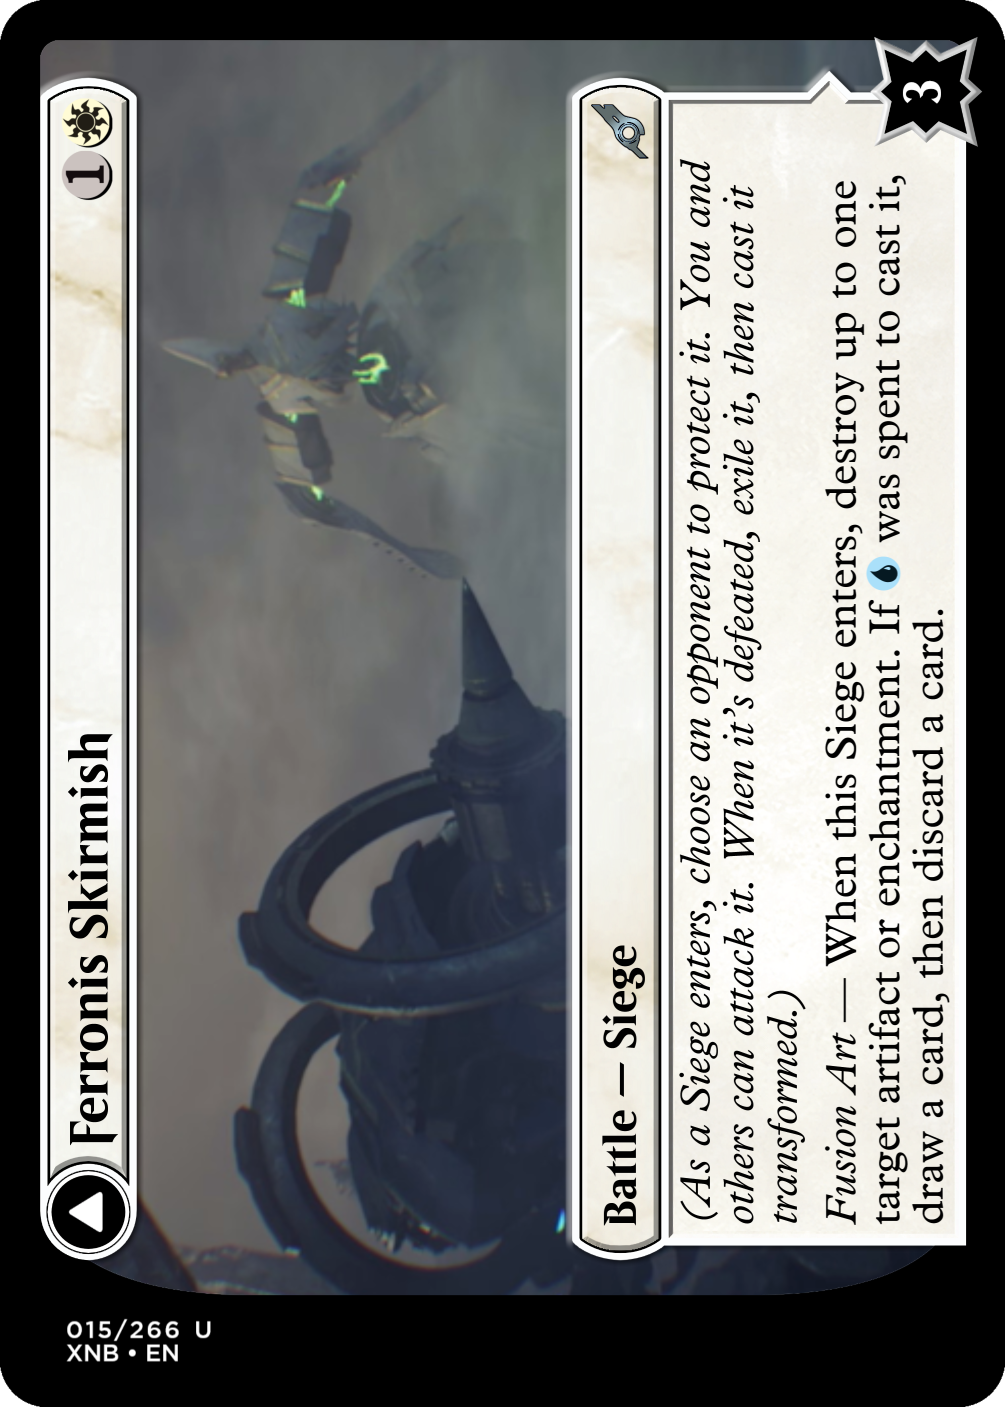 Ferronis Skirmish 1
Battle — Siege
(As a Siege enters, choose an opponent to protect it. You and
others can attack it. When it’s defeated, exile it, then cast it
transformed.)
Fusion Art — When this Siege enters, destroy up to one
target artifact or enchantment. If was spent to cast it,
draw a card, then discard a card.
3
015/266 U
XNB • EN